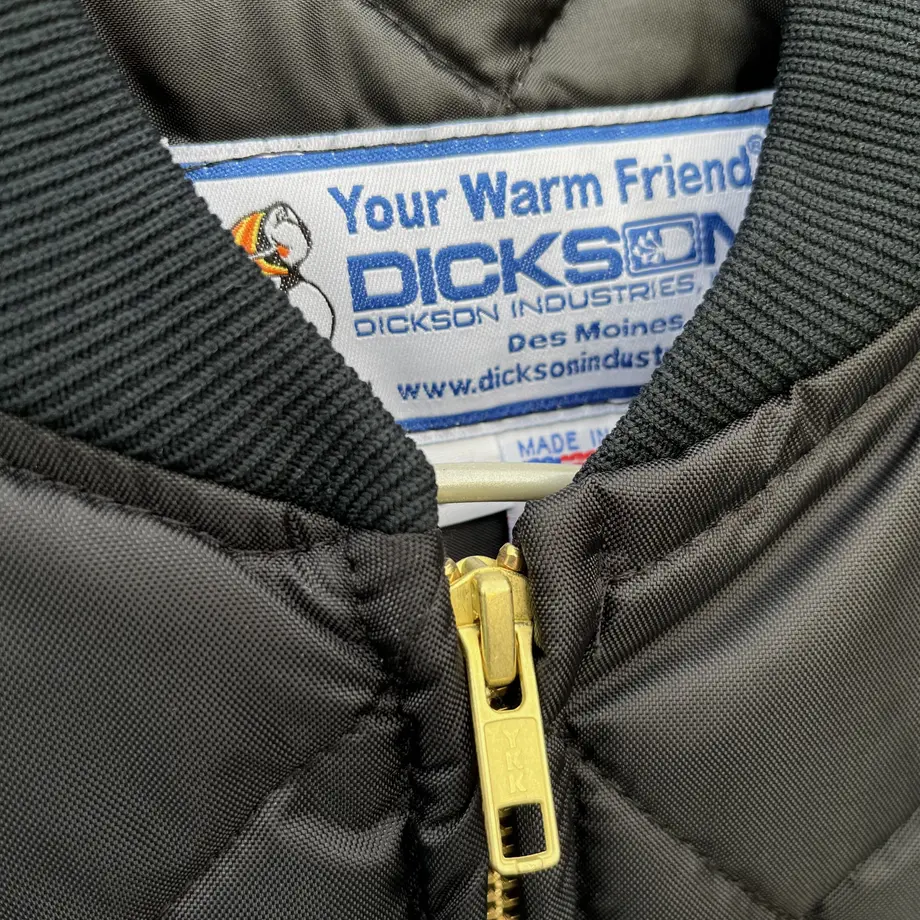 Your Warm Friend®
DICKSON
DICKSON INDUSTRIES,
Des Moines
www.dicksonindust
MADE IN
YKK